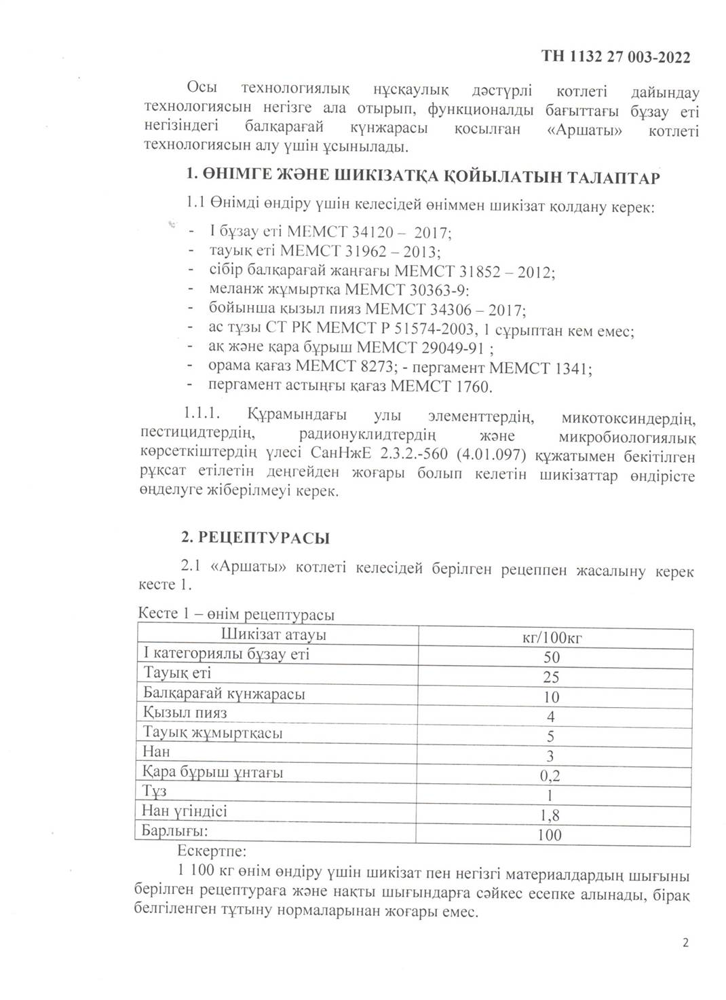 ТН 1132 27 003-2022
Осы технологиялық нұсқаулық дәстүрлі котлеті дайындау
технологиясын негізге ала отырып, функционалды бағыттағы бұзау еті
негізіндегі балқарағай күнжарасы қосылған «Аршаты» котлеті
технологиясын алу үшін ұсынылады.
1. ӨНІМГЕ ЖӘНЕ ШИКІЗАТҚА ҚОЙЫЛАТЫН ТАЛАПТАР
1.1 Өнімді өндіру үшін келесідей өніммен шикізат қолдану керек:
- I бұзау еті МЕМСТ 34120 – 2017;
- тауық еті МЕМСТ 31962 – 2013;
- сібір балқарағай жаңғағы МЕМСТ 31852 – 2012;
- меланж жұмыртқа МЕМСТ 30363-9:
- бойынша қызыл пияз МЕМСТ 34306 – 2017;
- ас тұзы СТ РК МЕМСТ Р 51574-2003, 1 сұрыптан кем емес;
- ақ және қара бұрыш МЕМСТ 29049-91 ;
- орама қағаз МЕМСТ 8273; - пергамент МЕМСТ 1341;
- пергамент астыңғы қағаз МЕМСТ 1760.
1.1.1. Құрамындағы улы элементтердің, микотоксиндердің,
пестицидтердің, радионуклидтердің және микробиологиялық
көрсеткіштердің үлесі СанНжЕ 2.3.2.-560 (4.01.097) құжатымен бекітілген
рұқсат етілетін деңгейден жоғары болып келетін шикізаттар өндірісте
өңделуге жіберілмеуі керек.
2. РЕЦЕПТУРАСЫ
2.1 «Аршаты» котлеті келесідей берілген рецеппен жасалыну керек
кесте 1.
Кесте 1 – өнім рецептурасы
Шикізат атауы кг/100кг
I категориялы бұзау еті 50
Тауық еті 25
Балқарағай күнжарасы 10
Қызыл пияз 4
Тауық жұмыртқасы 5
Нан 3
Қара бұрыш ұнтағы 0,2
Тұз 1
Нан үгіндісі 1,8
Барлығы: 100
Ескертпе:
1 100 кг өнім өндіру үшін шикізат пен негізгі материалдардың шығыны
берілген рецептураға және нақты шығындарға сәйкес есепке алынады, бірақ
белгіленген тұтыну нормаларынан жоғары емес.
2